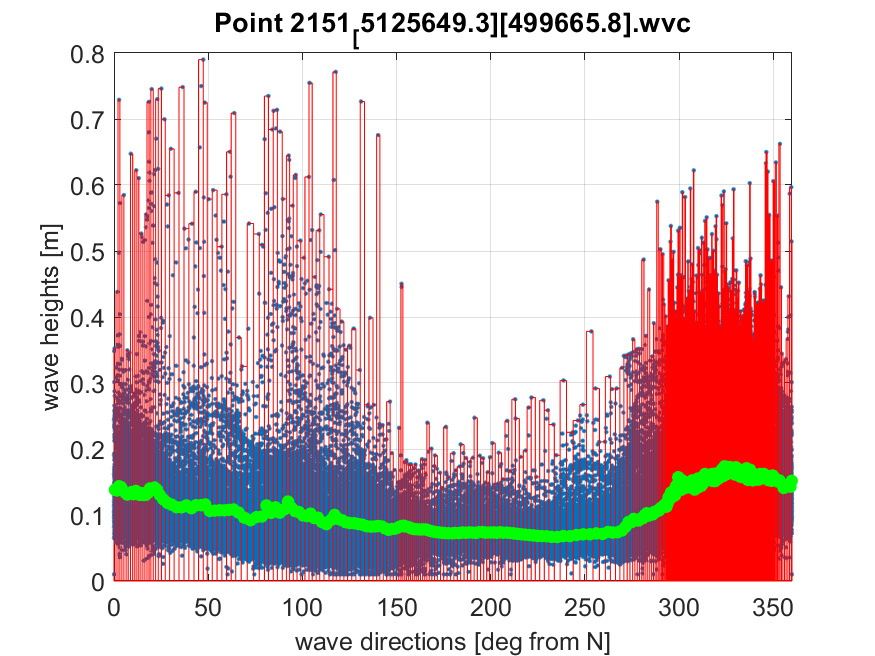 Point 2151[5125649.3][499665.8].wvc
0.8
0.7
0.6
0.5
0.4
0.3
0.2
0.1
0
wave heights [m]
0 50 100 150 200 250 300 350
wave directions [deg from N]